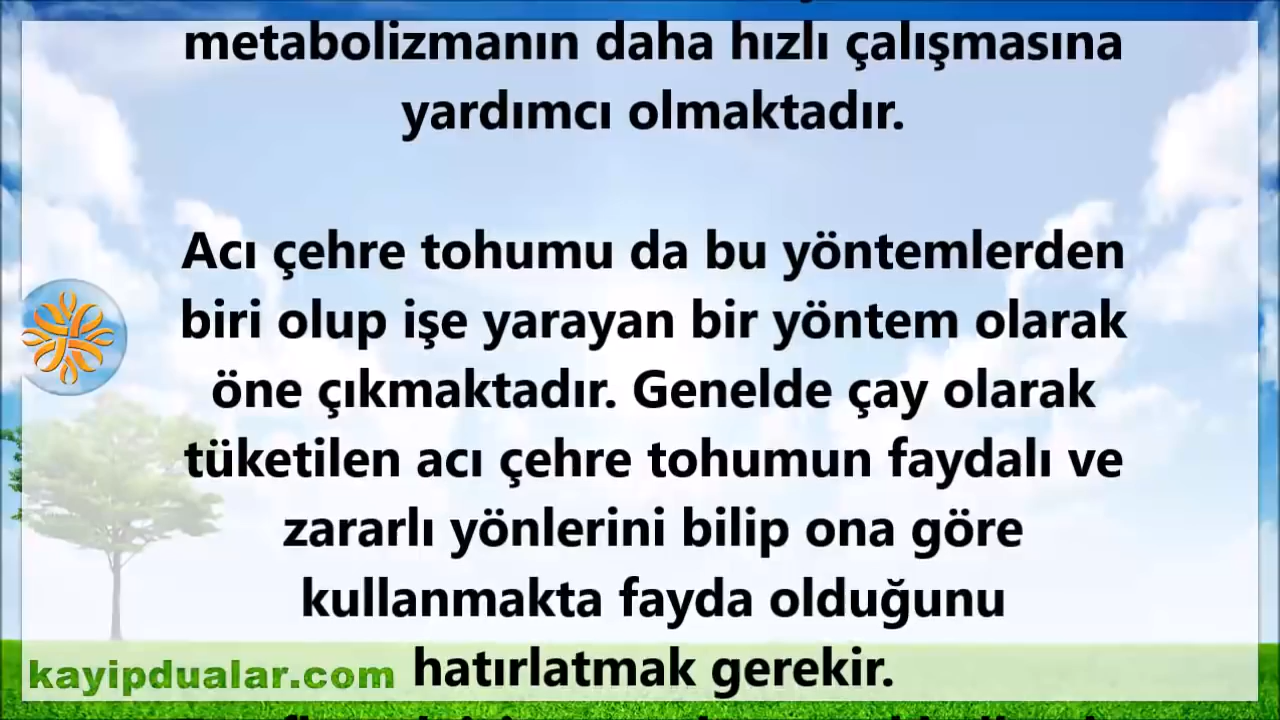 metabolizmanın daha hızlı çalışmasına
yardımcı olmaktadır.
Acı çehre tohumu da bu yöntemlerden
biri olup işe yarayan bir yöntem olarak
öne çıkmaktadır. Genelde çay olarak
tüketilen acı çehre tohumun faydalı ve
zararlı yönlerini bilip ona göre
kullanmakta fayda olduğunu
hatırlatmak gerekir.
kayipdualar.com